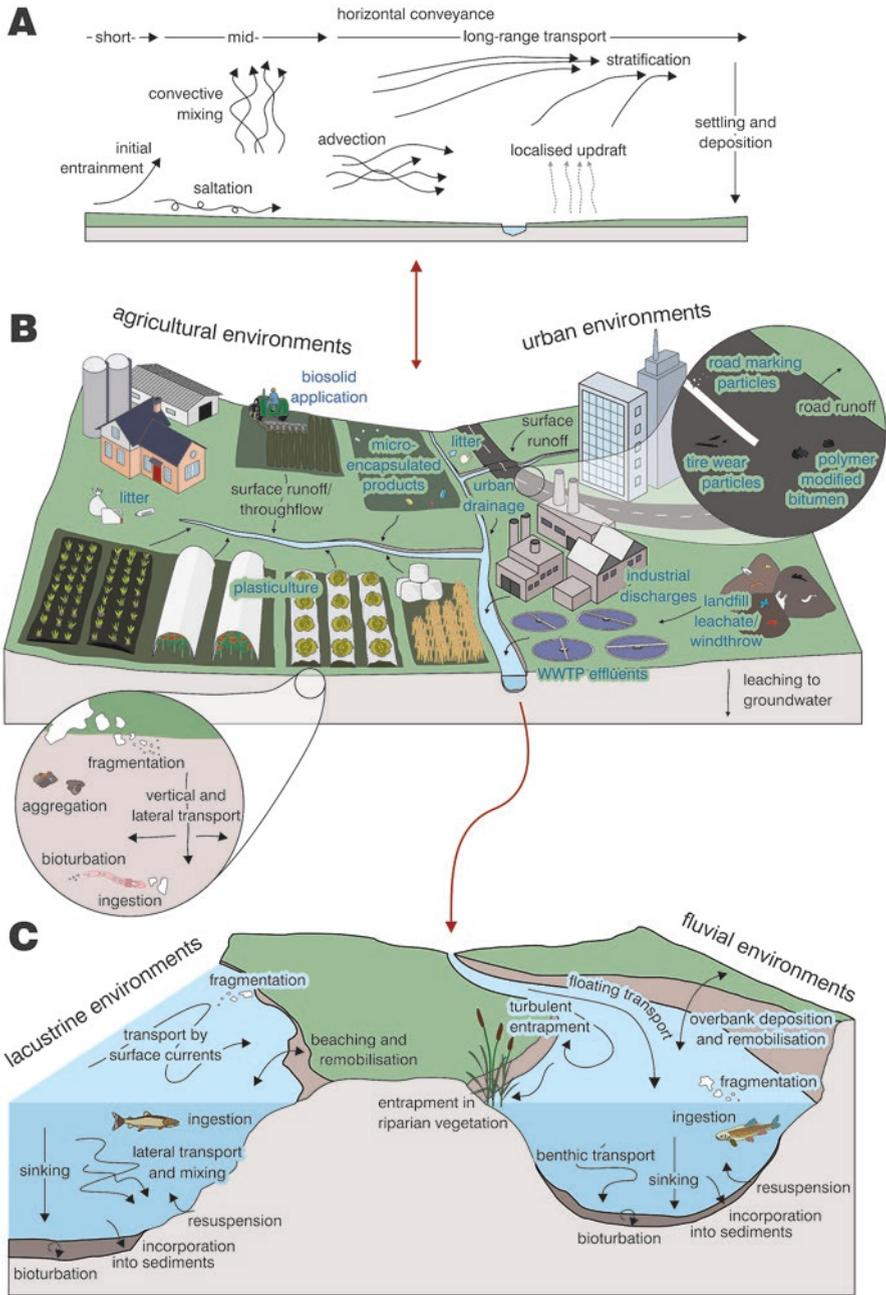 A
horizontal conveyance
short-
mid-
long-range transport
stratification
convective
mixing
settling and
deposition
initial
entrainment
advection
localised updraft
saltation
B
agricultural environments
urban environments
biosolid
application
road marking
particles
road runoff
surface
runoff
litter
micro-
encapsulated
products
tire wear
particles
polymer
modified
bitumen
urban
drainage
surface runoff/
throughflow
litter
plasticulture
industrial
discharges
landfill
leachate/
windthrow
WWTP effluents
leaching to
groundwater
fragmentation
aggregation
vertical and
lateral transport
bioturbation
ingestion
C
lacustrine environments
fluvial environments
fragmentation
transport by
surface currents
beaching and
remobilisation
turbulent
entrapment
floating transport
overbank deposition
and remobilisation
fragmentation
entrapment in
riparian vegetation
ingestion
ingestion
sinking
lateral transport
and mixing
resuspension
incorporation
into sediments
bioturbation
benthic transport
sinking
resuspension
incorporation
into sediments
bioturbation